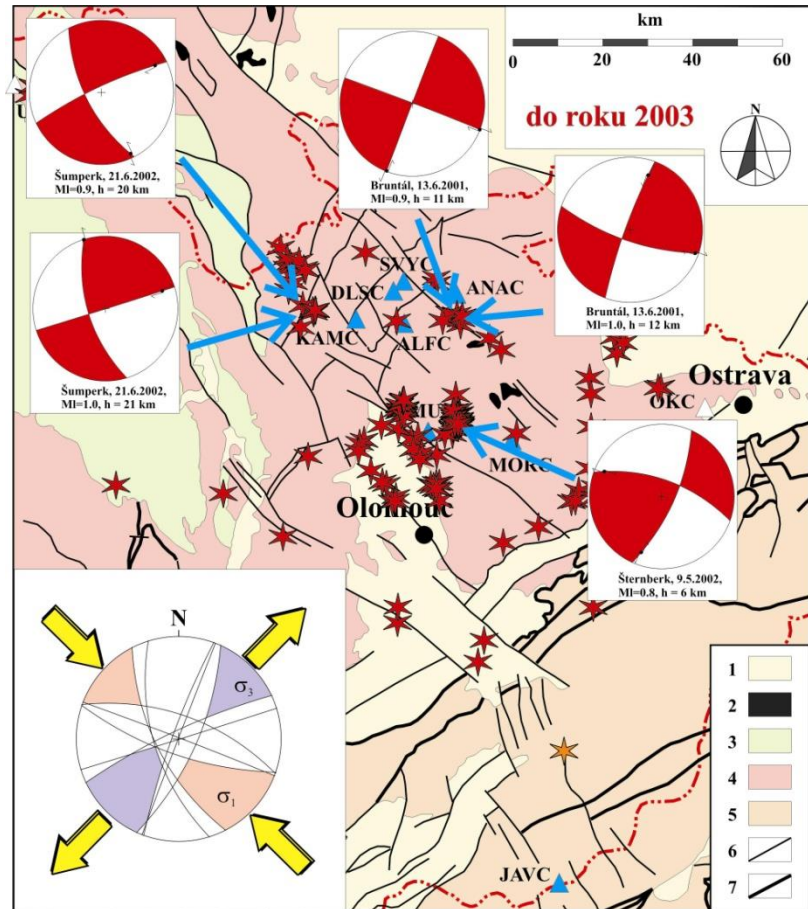 km
0 20 40 60
do roku 2003
N
Šumperk, 21.6.2002,
Ml=0.9, h = 20 km
Bruntál, 13.6.2001,
Ml=0.9, h = 11 km
Bruntál, 13.6.2001,
Ml=1.0, h = 12 km
Šumperk, 21.6.2002,
Ml=1.0, h = 21 km
SVYC
DLSC
ANAC
KAMC
ALFC
Ostrava
OKC
MORC
Olomouc
Šternberk, 9.5.2002,
Ml=0.8, h = 6 km
N
σ3
σ1
JAVC
1
2
3
4
5
6
7